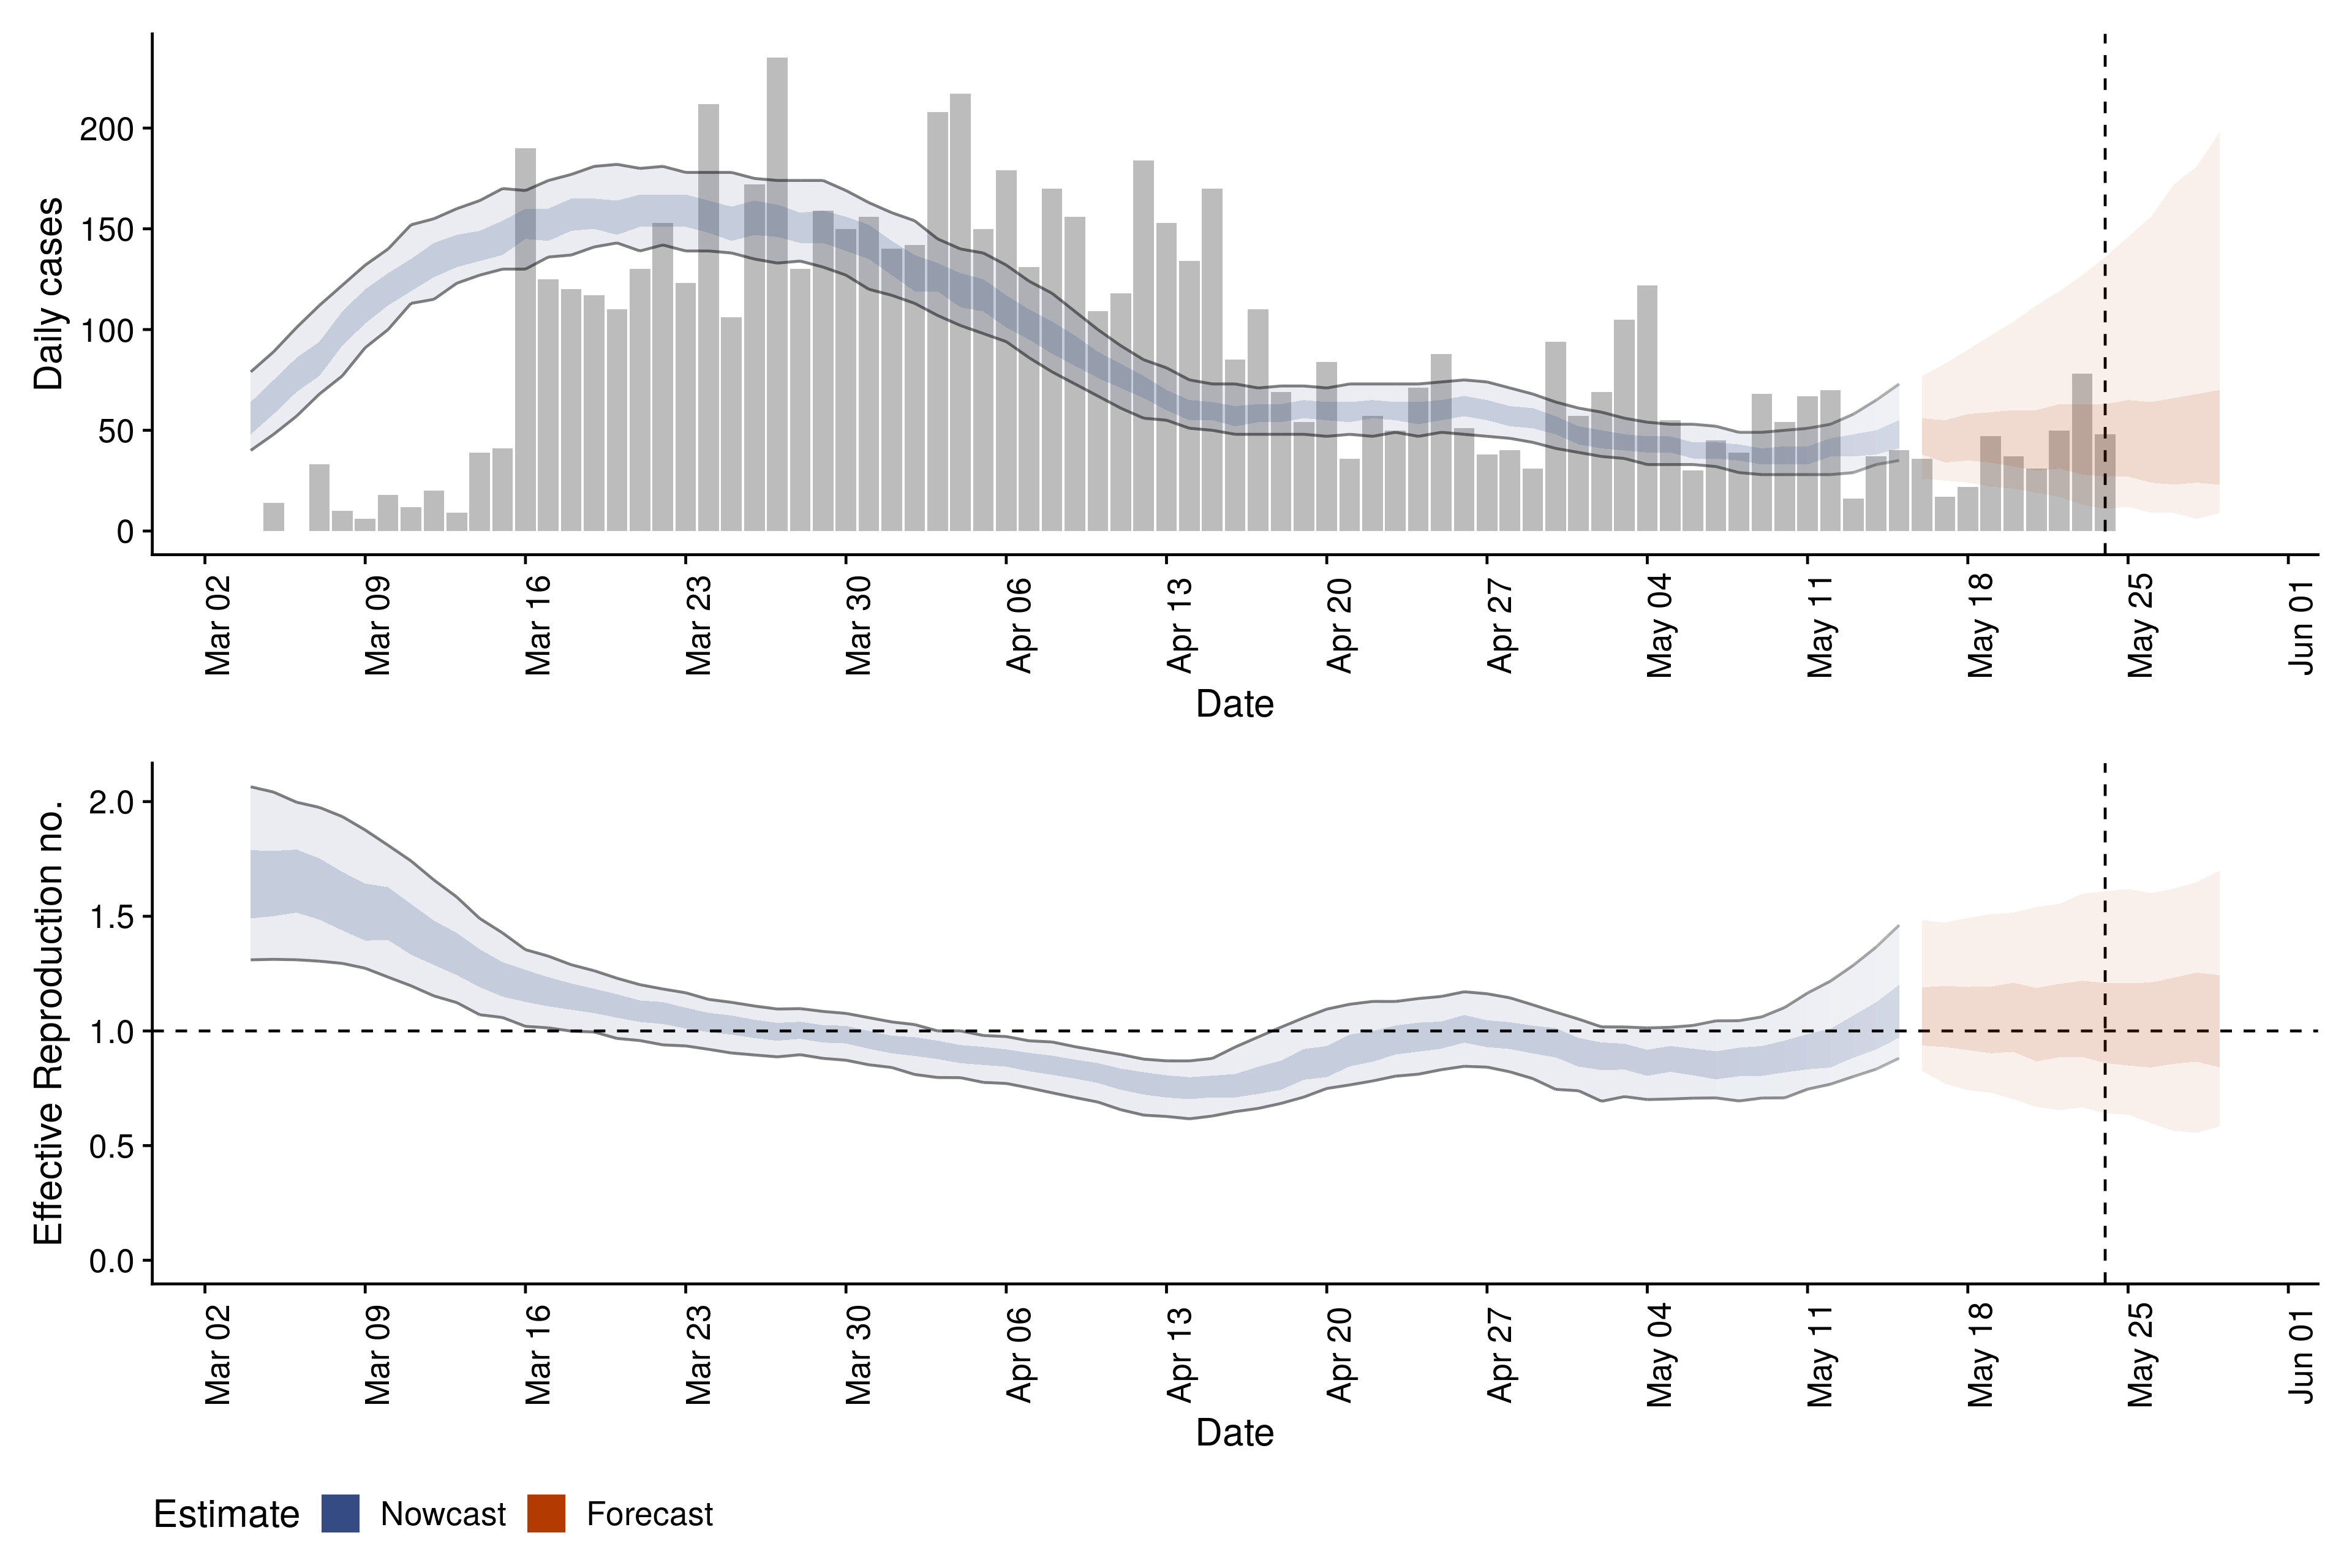 Daily cases
200
150
100
50
0
Mar 02
Mar 09
Mar 16
Mar 23
Mar 30
Apr 06
Apr 13
Apr 20
Apr 27
May 04
May 11
May 18
May 25
Jun 01
Date
Effective Reproduction no.
2.0
1.5
1.0
0.5
0.0
Mar 02
Mar 09
Mar 16
Mar 23
Mar 30
Apr 06
Apr 13
Apr 20
Apr 27
May 04
May 11
May 18
May 25
Jun 01
Date
Estimate Nowcast Forecast